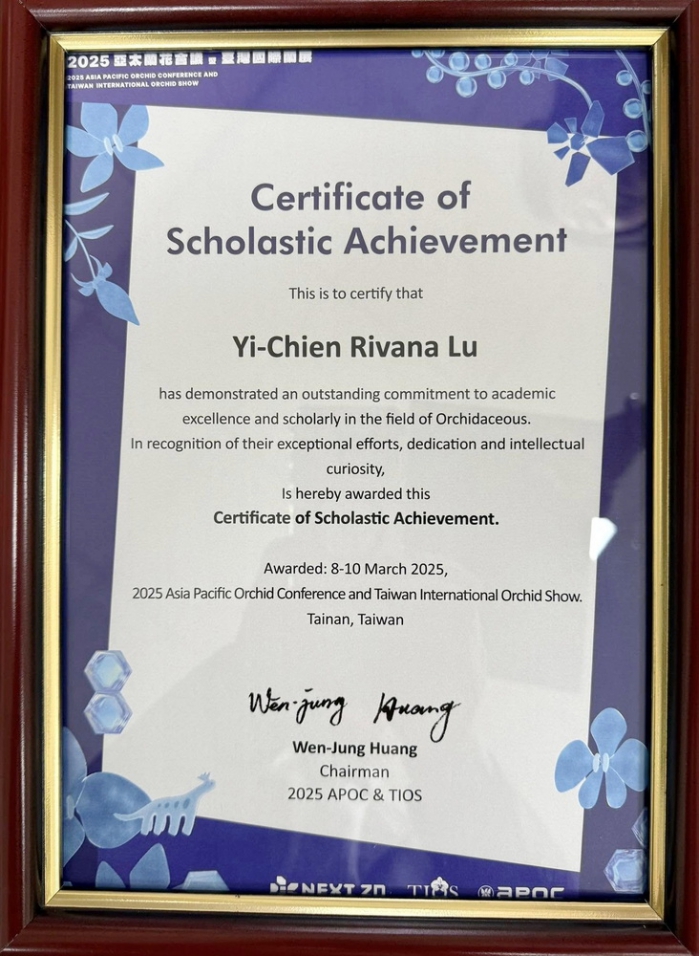 2025 亞太蘭花會議 暨 臺灣國際蘭展
2025 ASIA PACIFIC ORCHID CONFERENCE AND
TAIWAN INTERNATIONAL ORCHID SHOW
Certificate of
Scholastic Achievement
This is to certify that
Yi-Chien Rivana Lu
has demonstrated an outstanding commitment to academic
excellence and scholarly in the field of Orchidaceous.
In recognition of their exceptional efforts, dedication and intellectual
curiosity,
Is hereby awarded this
Certificate of Scholastic Achievement.
Awarded: 8-10 March 2025,
2025 Asia Pacific Orchid Conference and Taiwan International Orchid Show.
Tainan, Taiwan
Wen-jung Huang
Wen-Jung Huang
Chairman
2025 APOC & TIOS
TIOS APOC